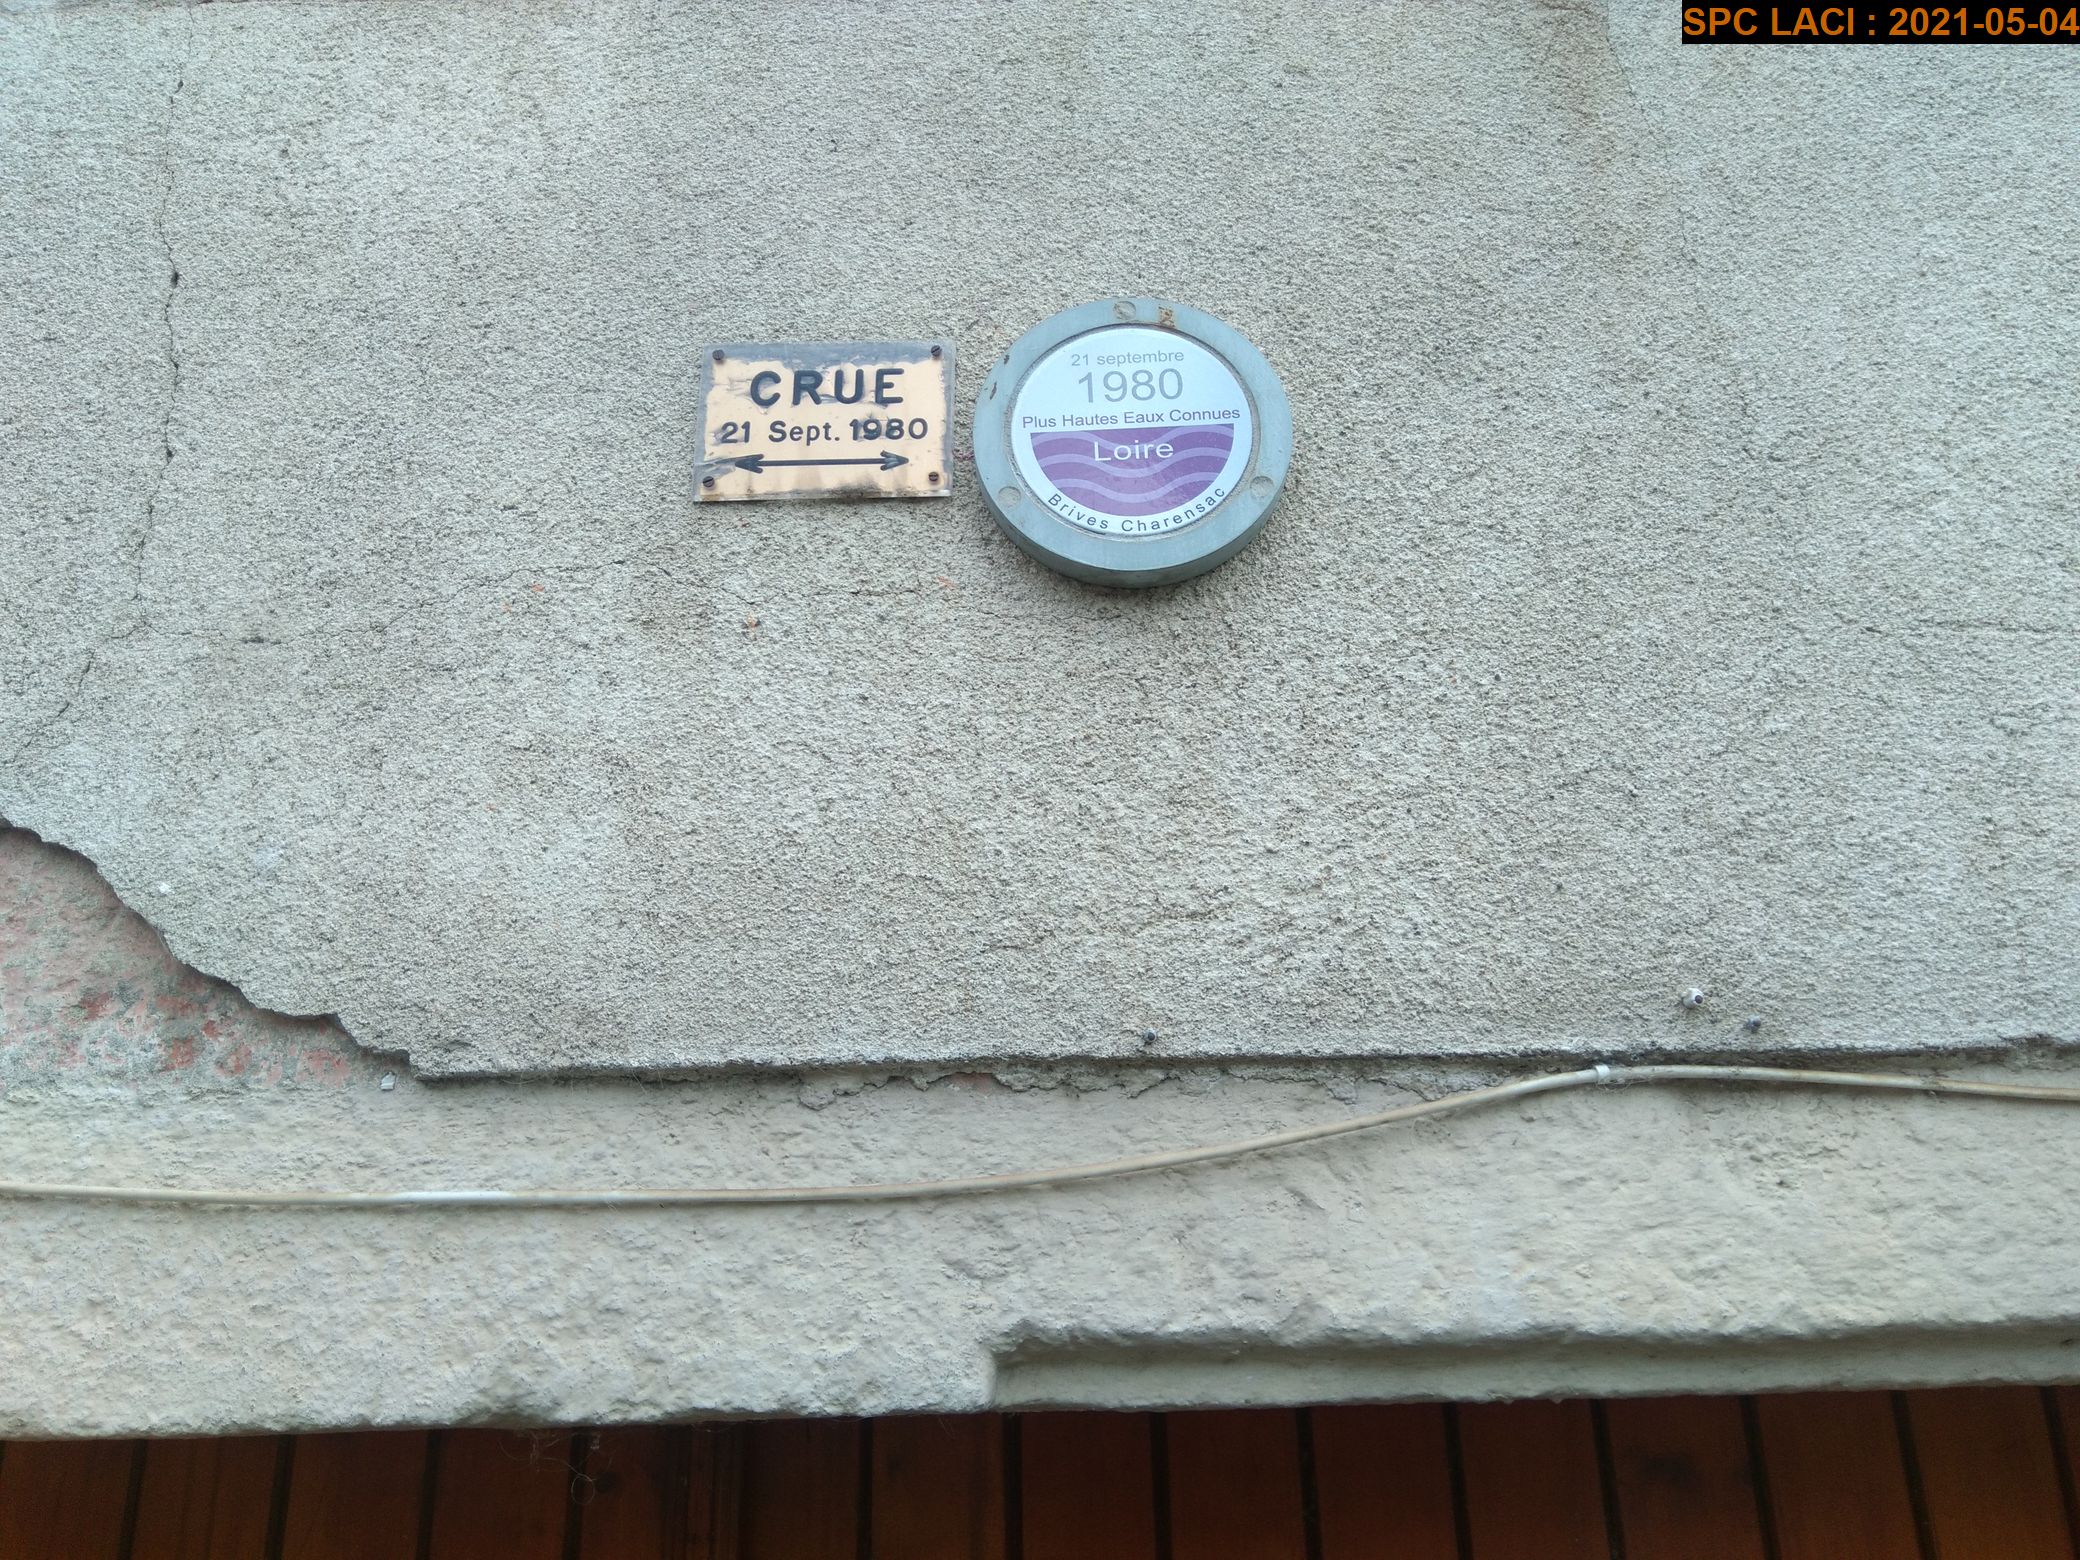 SPC LACI : 2021-05-04
CRUE
21 Sept. 1980
21 septembre
1980
Plus Hautes Eaux Connues
Loire
Brives Charensac